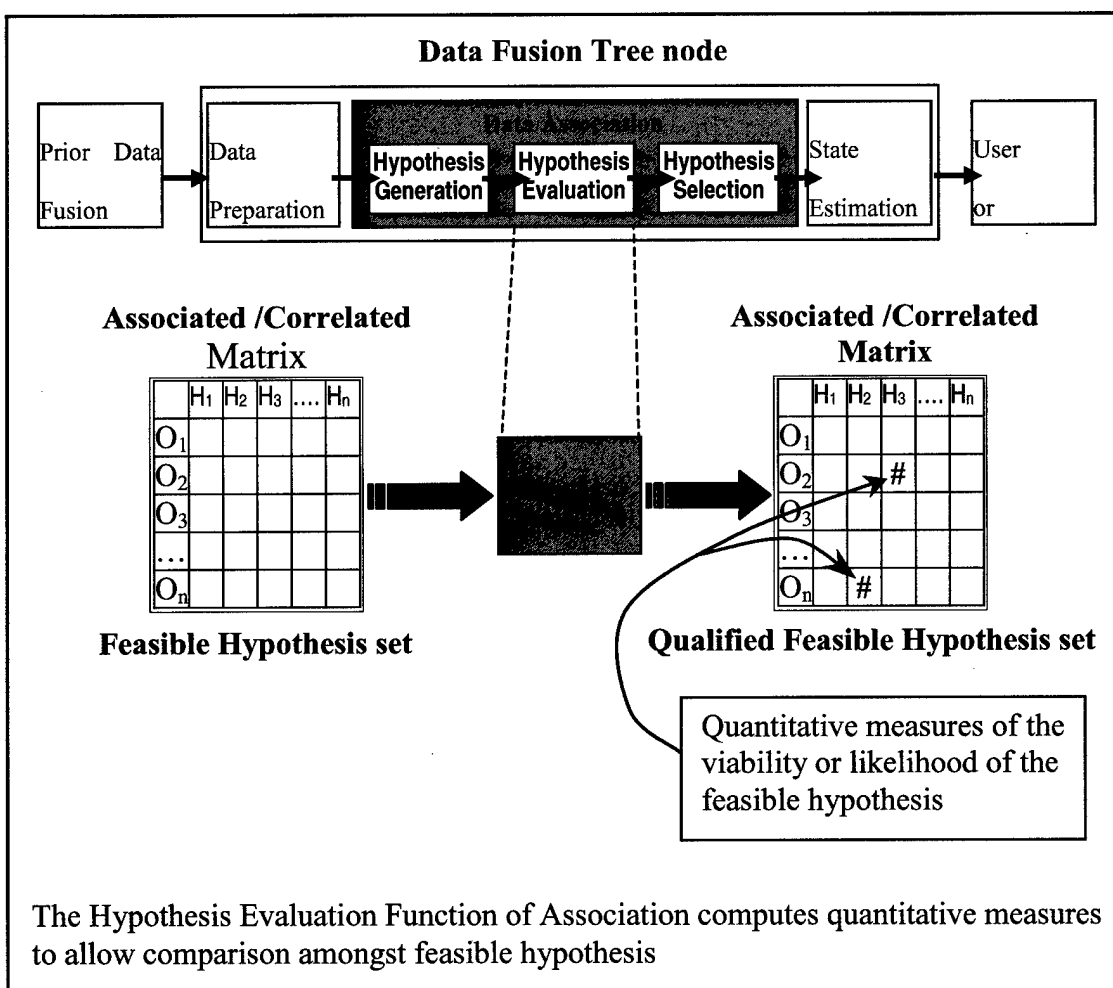 Data Fusion Tree node
Prior Data
Fusion
Data
Preparation
Data Association
Hypothesis
Generation
Hypothesis
Evaluation
Hypothesis
Selection
State
Estimation
User
or
Associated /Correlated
Matrix
H1 H2 H3 .... Hn
O1
O2
O3
...
On
Feasible Hypothesis set
Associated /Correlated
Matrix
H1 H2 H3 .... Hn
O1
O2 #
O3
...
On #
Qualified Feasible Hypothesis set
Quantitative measures of the
viability or likelihood of the
feasible hypothesis
The Hypothesis Evaluation Function of Association computes quantitative measures
to allow comparison amongst feasible hypothesis